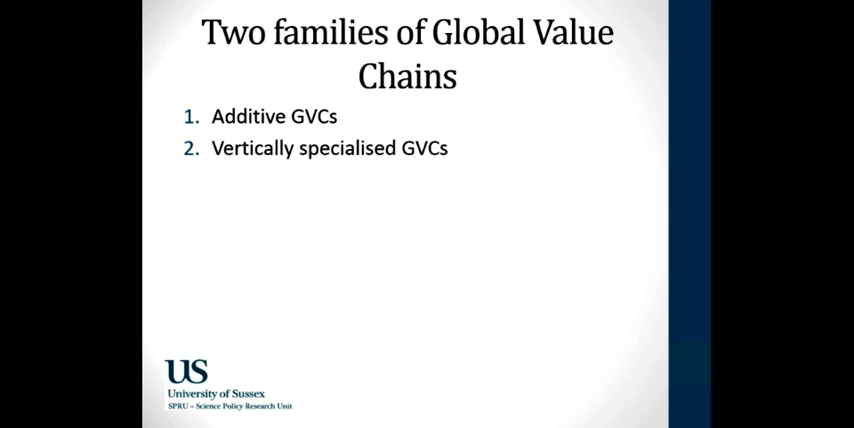 Two families of Global Value
Chains
1. Additive GVCs
2. Vertically specialised GVCs
US
University of Sussex
SPRU – Science Policy Research Unit